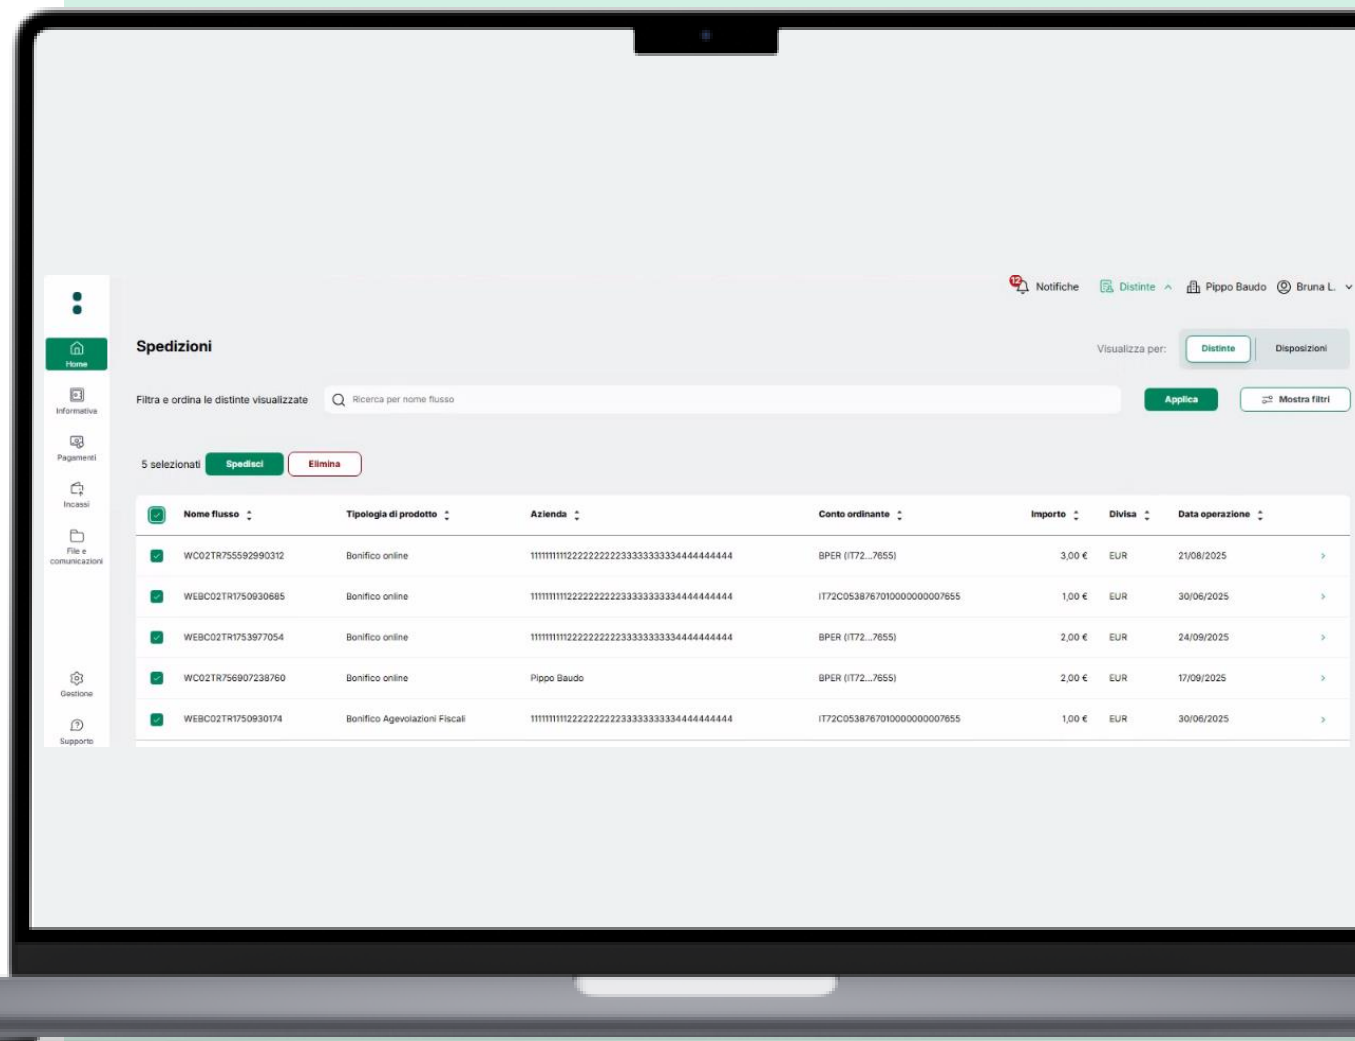 12 Notifiche Distinte Pippo Baudo Bruna L.
Home
Informativa
Pagamenti
Incassi
File e
comunicazioni
Gestione
Supporto
Spedizioni
Visualizza per: Distinte Disposizioni
Filtra e ordina le distinte visualizzate Ricerca per nome flusso Applica Mostra filtri
5 selezionati Spedisci Elimina
Nome flusso Tipologia di prodotto Azienda Conto ordinante Importo Divisa Data operazione
WC02TR755592990312 Bonifico online 1111111111222222222233333333334444444444 BPER (IT72...7655) 3,00 € EUR 21/08/2025
WEBC02TR1750930685 Bonifico online 1111111111222222222233333333334444444444 IT72C0538767010000000007655 1,00 € EUR 30/06/2025
WEBC02TR1753977054 Bonifico online 1111111111222222222233333333334444444444 BPER (IT72...7655) 2,00 € EUR 24/09/2025
WC02TR756907238760 Bonifico online Pippo Baudo BPER (IT72...7655) 2,00 € EUR 17/09/2025
WEBC02TR1750930174 Bonifico Agevolazioni Fiscali 1111111111222222222233333333334444444444 IT72C0538767010000000007655 1,00 € EUR 30/06/2025